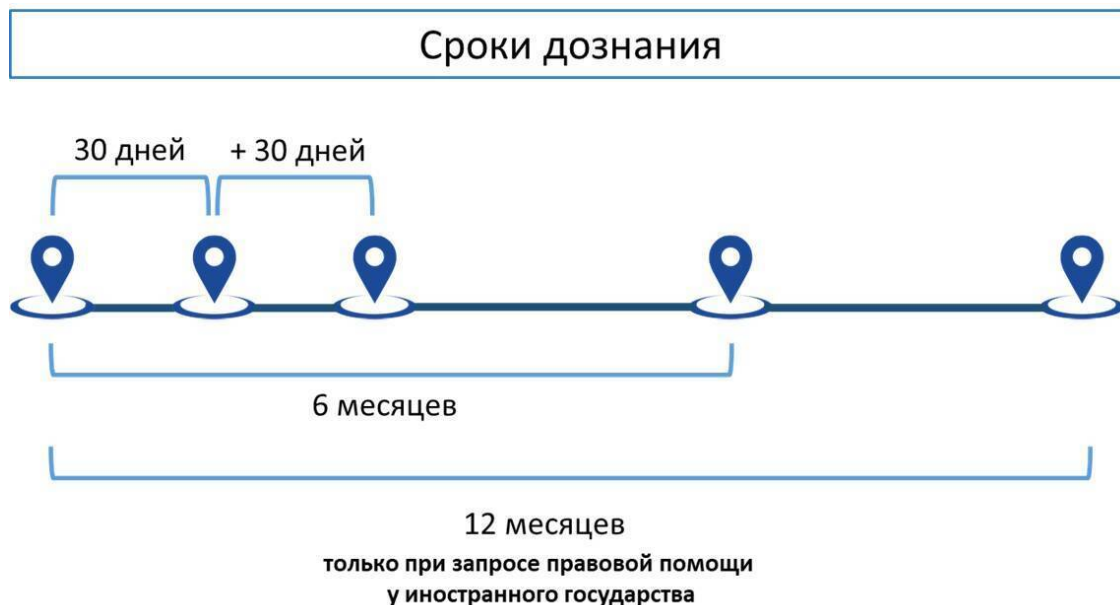 Сроки дознания
30 дней
+ 30 дней
6 месяцев
12 месяцев
только при запросе правовой помощи
у иностранного государства